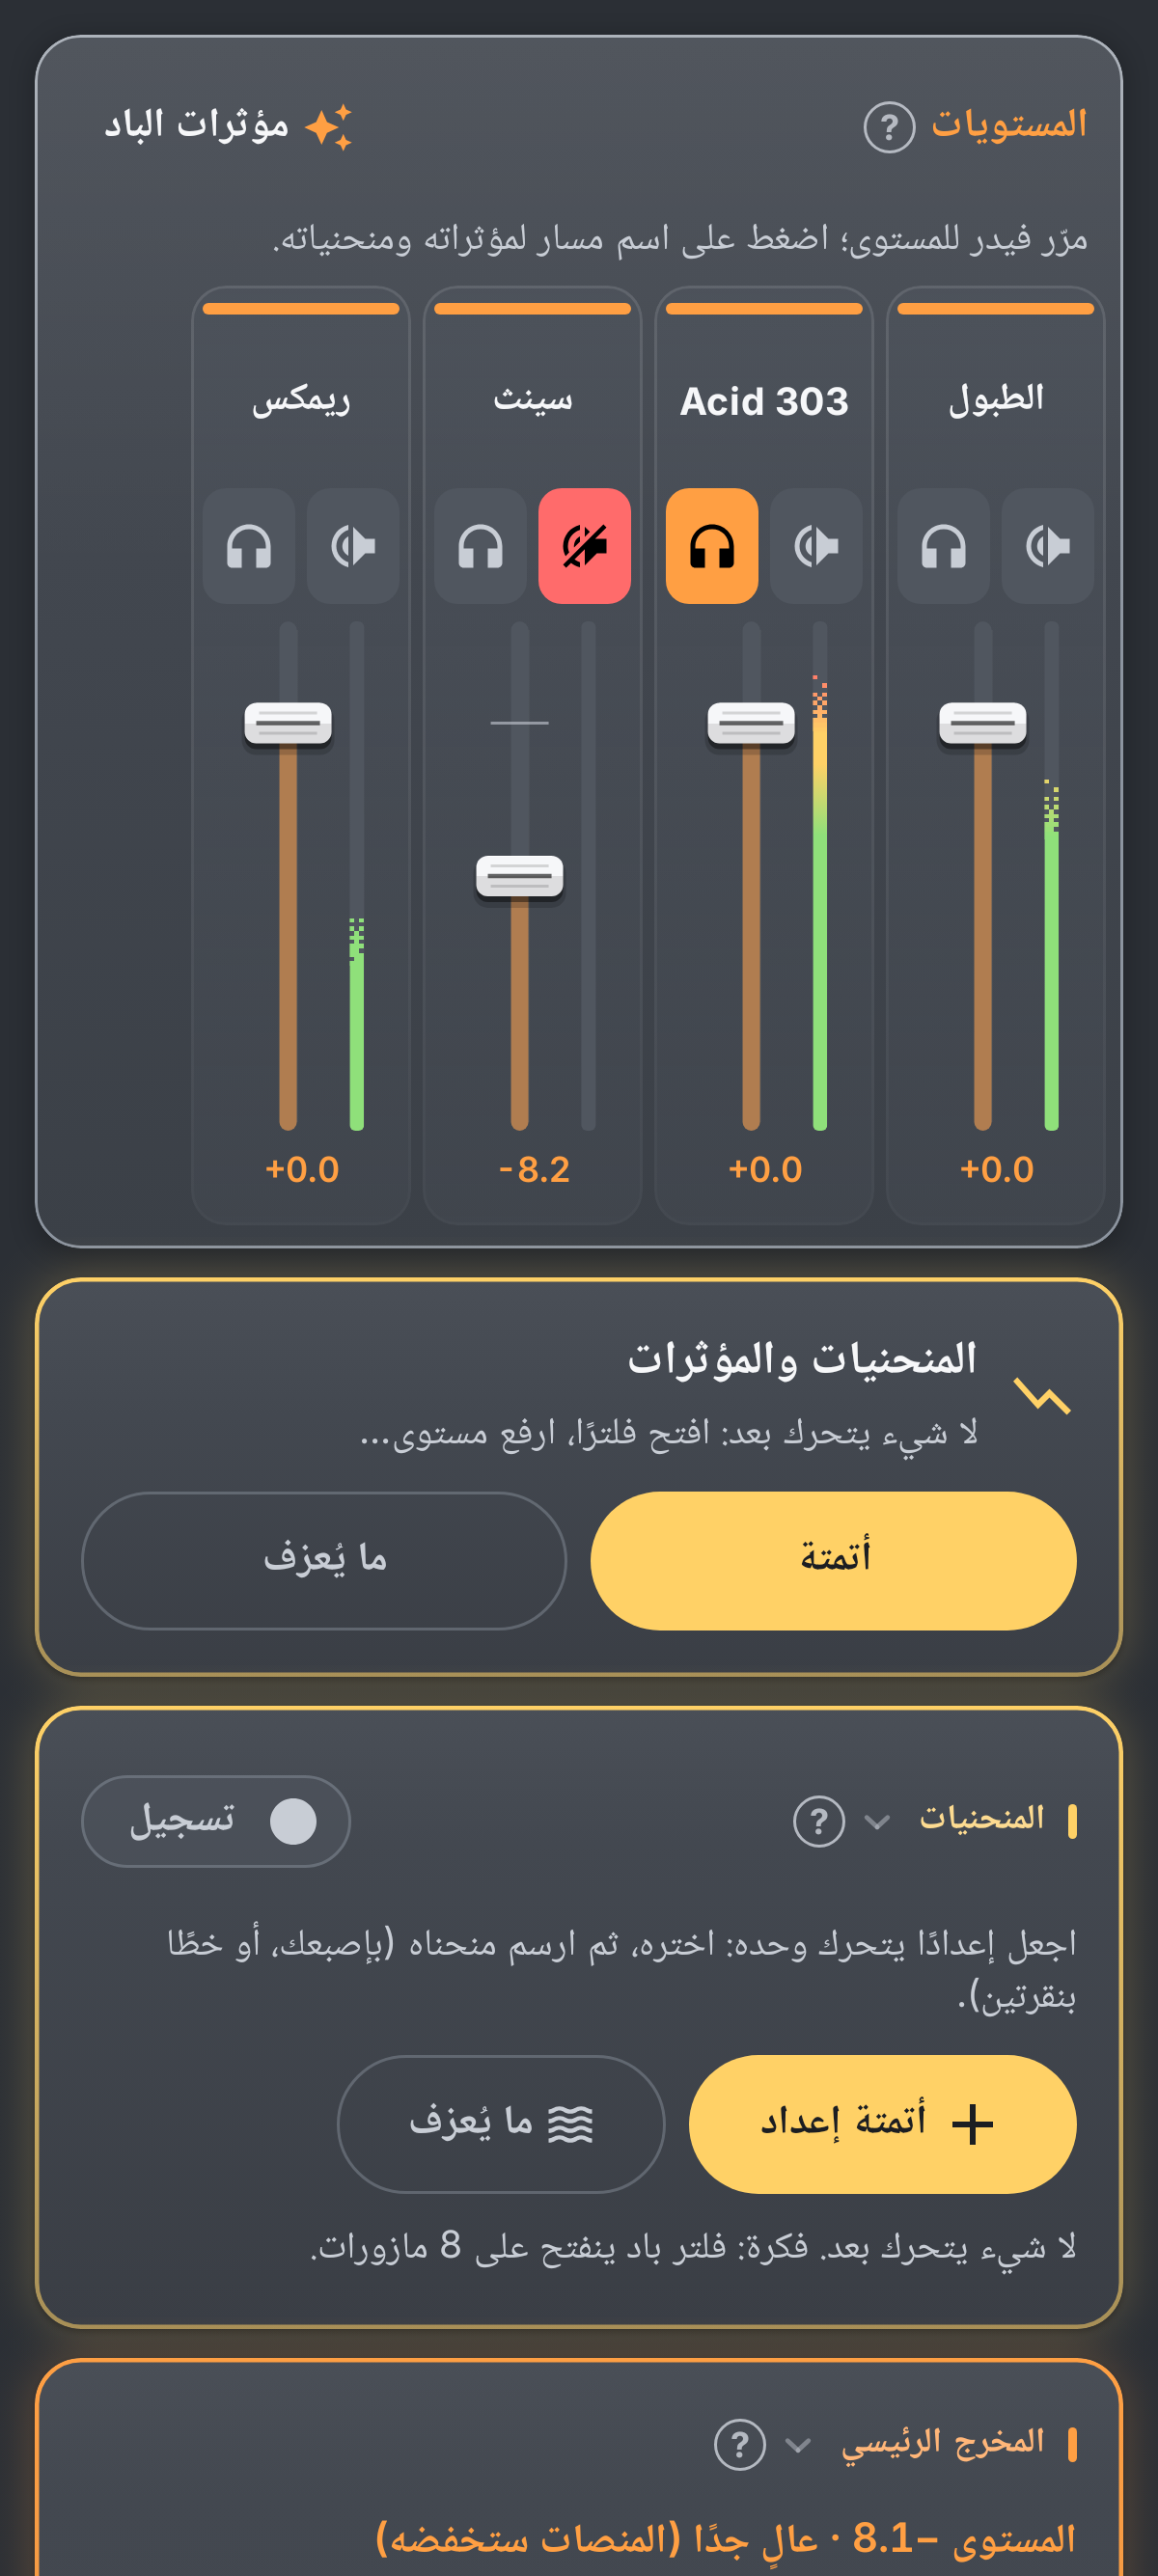 المستويات ?
مؤثرات الباد
مرّر فيدر للمستوى؛ اضغط على اسم مسار لمؤثراته ومنحنياته.
الطبول
Acid 303
سينث
ريمكس
+0.0
+0.0
-8.2
+0.0
المنحنيات والمؤثرات
لا شيء يتحرك بعد: افتح فلترًا، ارفع مستوى...
أتمتة
ما يُعزف
المنحنيات ?
تسجيل
اجعل إعدادًا يتحرك وحده: اختره، ثم ارسم منحناه (بإصبعك، أو خطًا
بنقرتين).
أتمتة إعداد
ما يُعزف
لا شيء يتحرك بعد. فكرة: فلتر باد ينفتح على 8 مازورات.
المخرج الرئيسي ?
المستوى −8.1 · عالٍ جدًا (المنصات ستخفضه)